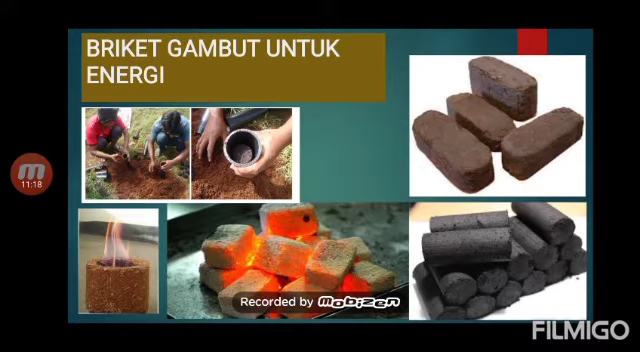 BRIKET GAMBUT UNTUK
ENERGI
m
11:18
Recorded by mobizen
FILMIGO